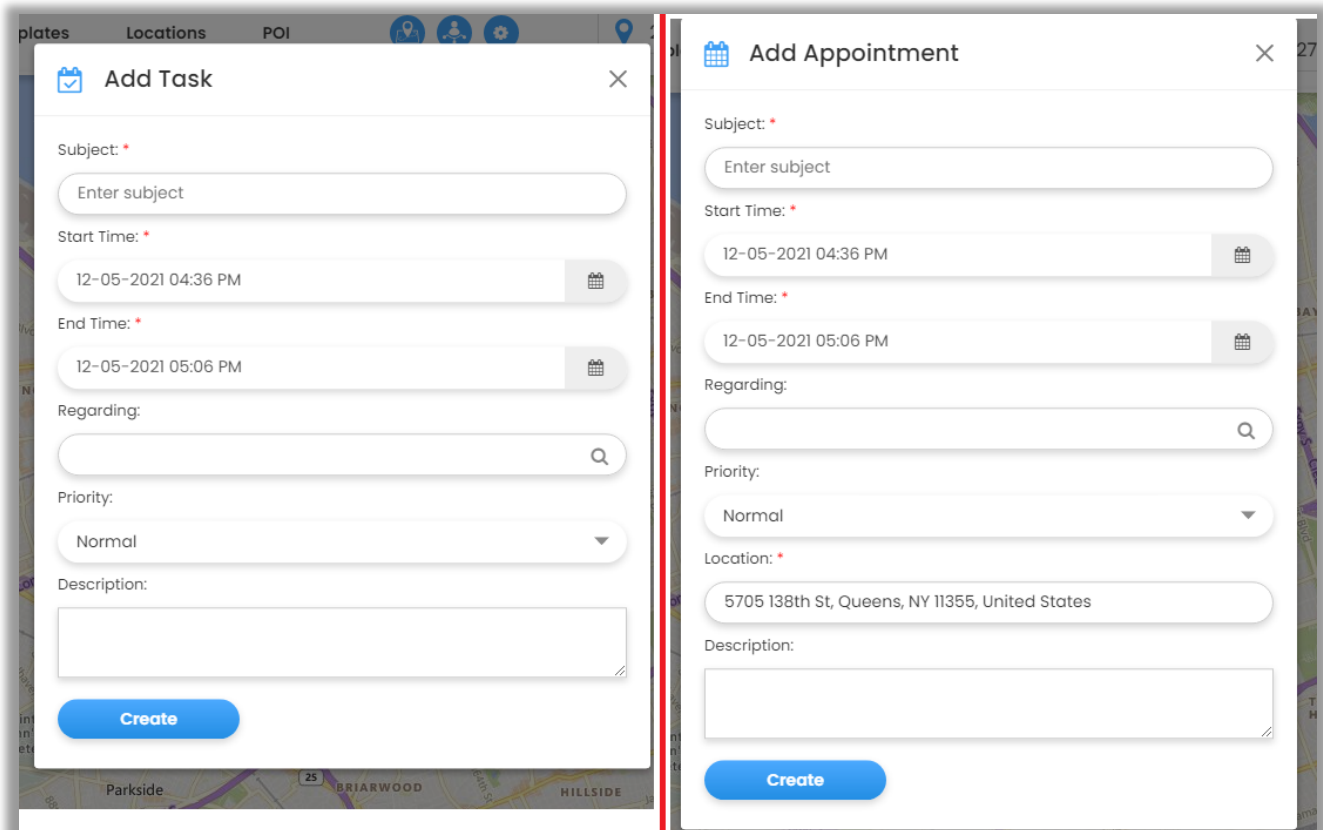 plates Locations POI
Add Task
Subject: *
Enter subject
Start Time: *
12-05-2021 04:36 PM
End Time: *
12-05-2021 05:06 PM
Regarding:
Priority:
Normal
Description:
Create
Parkside
25
BRIARWOOD
HILLSIDE
27
Add Appointment
Subject: *
Enter subject
Start Time: *
12-05-2021 04:36 PM
End Time: *
12-05-2021 05:06 PM
Regarding:
Priority:
Normal
Location: *
5705 138th St, Queens, NY 11355, United States
Description:
Create